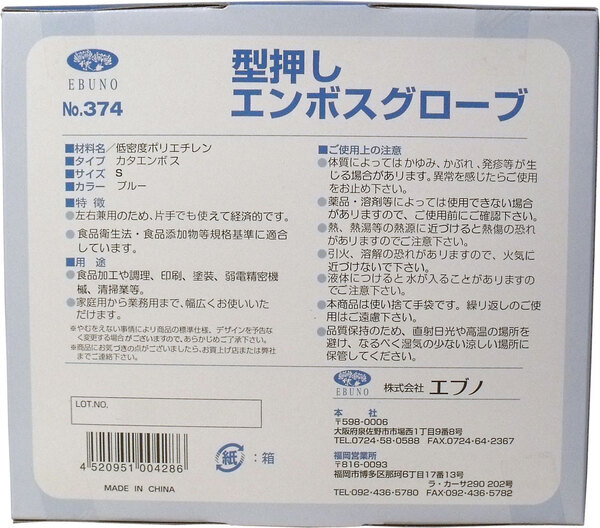 EBUNO
No.374
型押し
エンボスグローブ
■材料名／低密度ポリエチレン
■タイプ カタエンボス
■サイズ S
■カラー ブルー
■特徴
●左右兼用のため、片手でも使えて経済的です。
●食品衛生法・食品添加物等規格基準に適合
しています。
■用途
●食品加工や調理、印刷、塗装、弱電精密機
械、清掃業等。
●家庭用から業務用まで、幅広くお使いいた
だけます。
※やむをえない事情により商品の標準仕様、デザインを予告な
く変更する場合がございますので、あらかじめご了承下さい。
※商品にお気づきの点がございましたら、お買上げ店または弊社
までご連絡下さい。
■ご使用上の注意
●体質によってはかゆみ、かぶれ、発疹等が生
じる場合があります。異常を感じたらご使用
をお止め下さい。
●薬品・溶剤等によっては使用できない場合が
ありますので、ご使用前にご確認下さい。
●熱、熱湯等の熱源に近づけると熱傷の恐れ
がありますのでご注意下さい。
●引火、溶解の恐れがありますので、火気に
近づけないで下さい。
●液体につけると水が入ることがありますの
でご注意下さい。
●本商品は使い捨て手袋です。繰り返しのご使
用はご遠慮下さい。
●品質保持のため、直射日光や高温の場所を
避け、なるべく湿気の少ない涼しい場所に
保管してください。
EBUNO 株式会社 エブノ
本社
〒598-0006
大阪府泉佐野市市場西1丁目9番8号
TEL.0724-58-0588 FAX.0724-64-2367
福岡営業所
〒816-0093
福岡市博多区那珂6丁目17番13号
ラ・カーサ290 202号
TEL.092-436-5780 FAX.092-436-5782
LOT.NO.
4 520951 004286
紙：箱
MADE IN CHINA